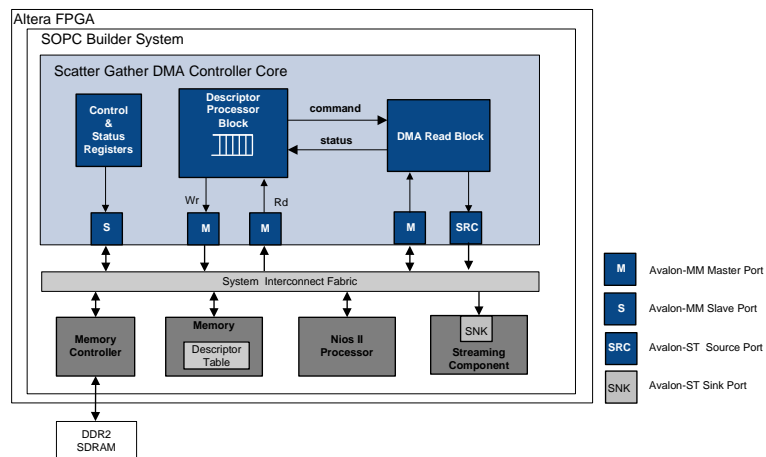 Altera FPGA
SOPC Builder System
Scatter Gather DMA Controller Core
Control
&
Status
Registers
Descriptor
Processor
Block
command
status
DMA Read Block
Wr
Rd
S
M
M
M
SRC
System Interconnect Fabric
Memory
Controller
Memory
Descriptor
Table
Nios II
Processor
SNK
Streaming
Component
DDR2
SDRAM
M Avalon-MM Master Port
S Avalon-MM Slave Port
SRC Avalon-ST Source Port
SNK Avalon-ST Sink Port